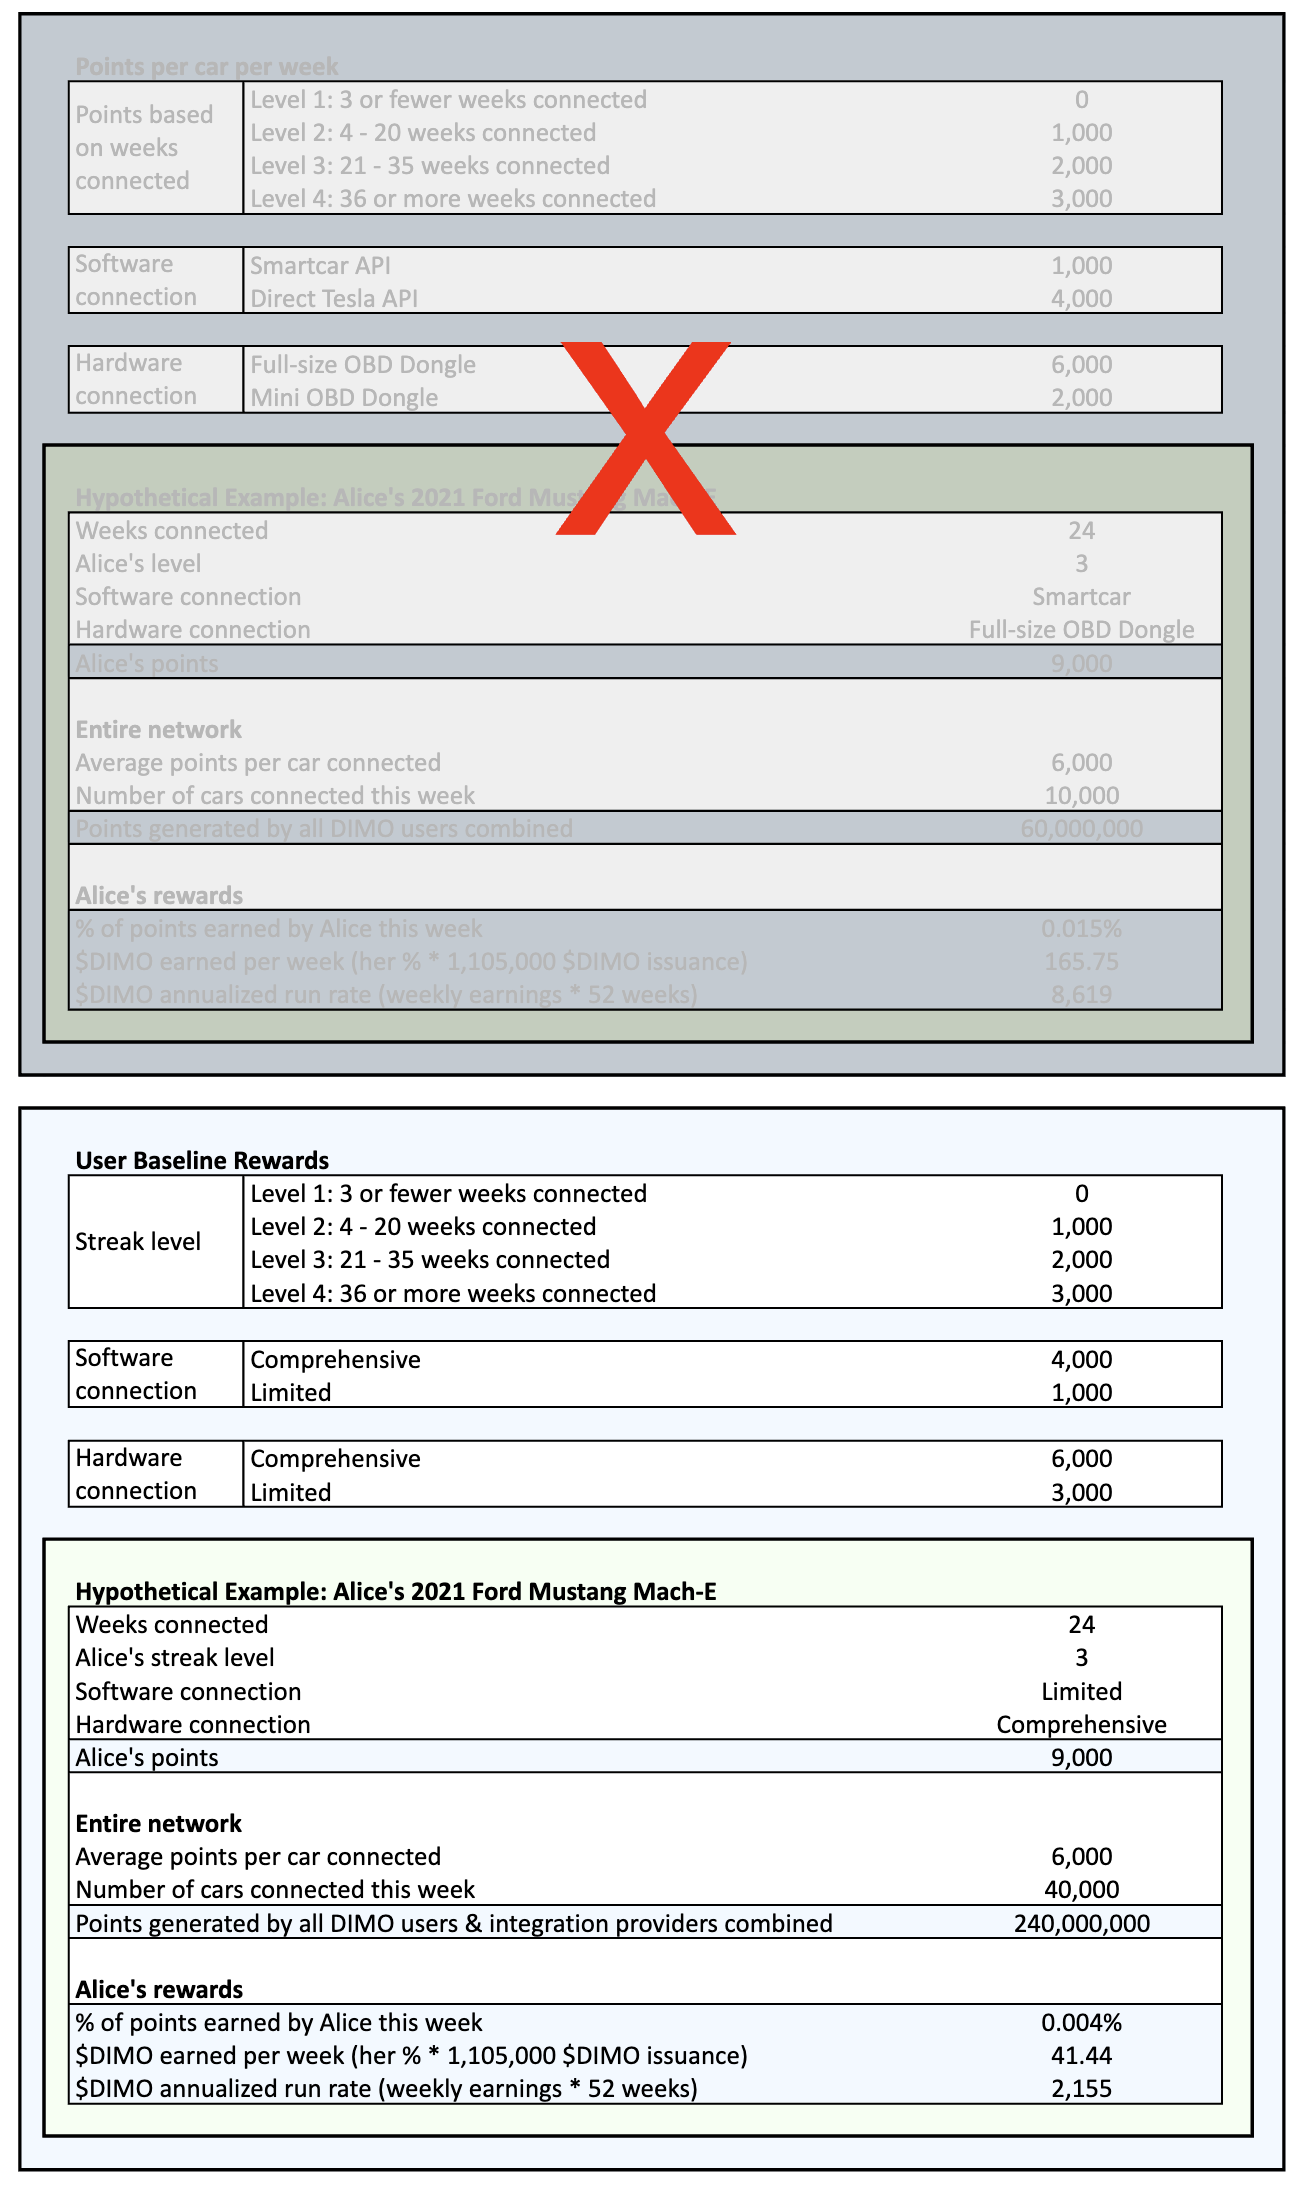 Points per car per week
Points based on weeks connected
Level 1: 3 or fewer weeks connected 0
Level 2: 4 - 20 weeks connected 1,000
Level 3: 21 - 35 weeks connected 2,000
Level 4: 36 or more weeks connected 3,000
Software connection
Smartcar API 1,000
Direct Tesla API 4,000
Hardware connection
Full-size OBD Dongle 6,000
Mini OBD Dongle 2,000
X
Hypothetical Example: Alice's 2021 Ford Mustang Mach-E
Weeks connected 24
Alice's level 3
Software connection Smartcar
Hardware connection Full-size OBD Dongle
Alice's points 9,000
Entire network
Average points per car connected 6,000
Number of cars connected this week 10,000
Points generated by all DIMO users combined 60,000,000
Alice's rewards
% of points earned by Alice this week 0.015%
$DIMO earned per week (her % * 1,105,000 $DIMO issuance) 165.75
$DIMO annualized run rate (weekly earnings * 52 weeks) 8,619
User Baseline Rewards
Streak level
Level 1: 3 or fewer weeks connected 0
Level 2: 4 - 20 weeks connected 1,000
Level 3: 21 - 35 weeks connected 2,000
Level 4: 36 or more weeks connected 3,000
Software connection
Comprehensive 4,000
Limited 1,000
Hardware connection
Comprehensive 6,000
Limited 3,000
Hypothetical Example: Alice's 2021 Ford Mustang Mach-E
Weeks connected 24
Alice's streak level 3
Software connection Limited
Hardware connection Comprehensive
Alice's points 9,000
Entire network
Average points per car connected 6,000
Number of cars connected this week 40,000
Points generated by all DIMO users & integration providers combined 240,000,000
Alice's rewards
% of points earned by Alice this week 0.004%
$DIMO earned per week (her % * 1,105,000 $DIMO issuance) 41.44
$DIMO annualized run rate (weekly earnings * 52 weeks) 2,155